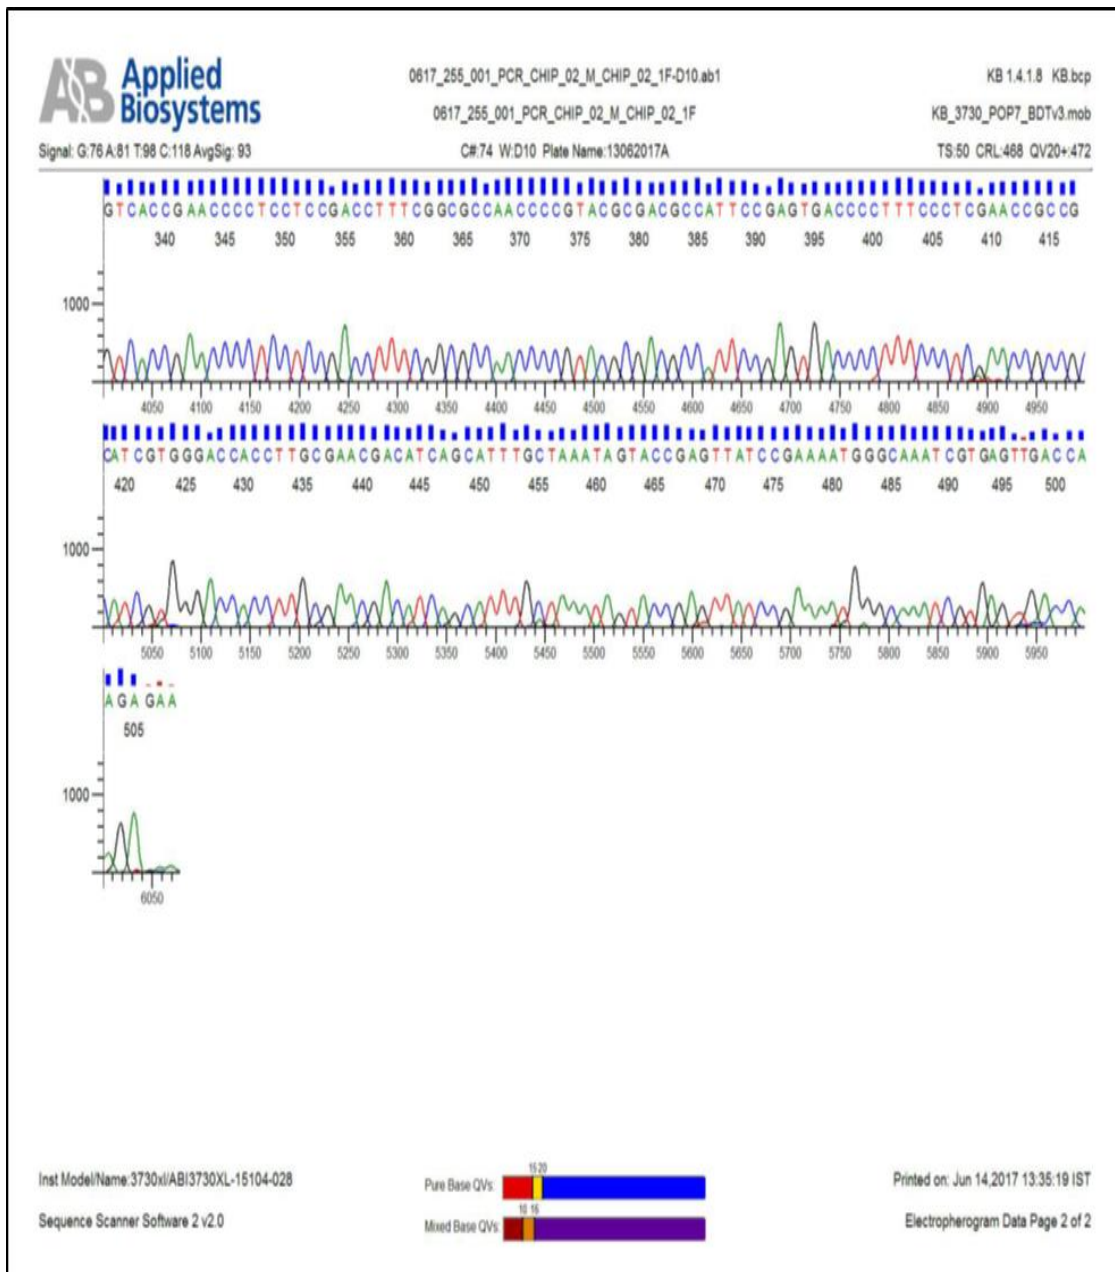 AB Applied Biosystems
0617_255_001_PCR_CHIP_02_M_CHIP_02_1F-D10.ab1
KB 1.4.1.8 KB.bcp
0617_255_001_PCR_CHIP_02_M_CHIP_02_1F
KB_3730_POP7_BDTv3.mob
Signal: G:76 A:81 T:98 C:118 AvgSig: 93
C#:74 W:D10 Plate Name:13062017A
TS:50 CRL:468 QV20+:472
GTCACCGAACCCCTCCTCCGACCTTTCGGCGCCAACCCCGTACGCGACGCCATTCCGAGTGACCCCTTTCCCTCGAACCGCCG
340 345 350 355 360 365 370 375 380 385 390 395 400 405 410 415
1000
4050 4100 4150 4200 4250 4300 4350 4400 4450 4500 4550 4600 4650 4700 4750 4800 4850 4900 4950
CATCGTGGGACCACCTTGCGAACGACATCAGCATTTGCTAAATAGTACCGAGTTATCCGAAAATGGGCAAATCGTGAGTTGACCA
420 425 430 435 440 445 450 455 460 465 470 475 480 485 490 495 500
1000
5050 5100 5150 5200 5250 5300 5350 5400 5450 5500 5550 5600 5650 5700 5750 5800 5850 5900 5950
AGAGAA
505
1000
6050
Inst Model/Name:3730xl/ABI3730XL-15104-028
Pure Base QVs: 15 20
Printed on: Jun 14,2017 13:35:19 IST
Sequence Scanner Software 2 v2.0
Mixed Base QVs: 10 16
Electropherogram Data Page 2 of 2